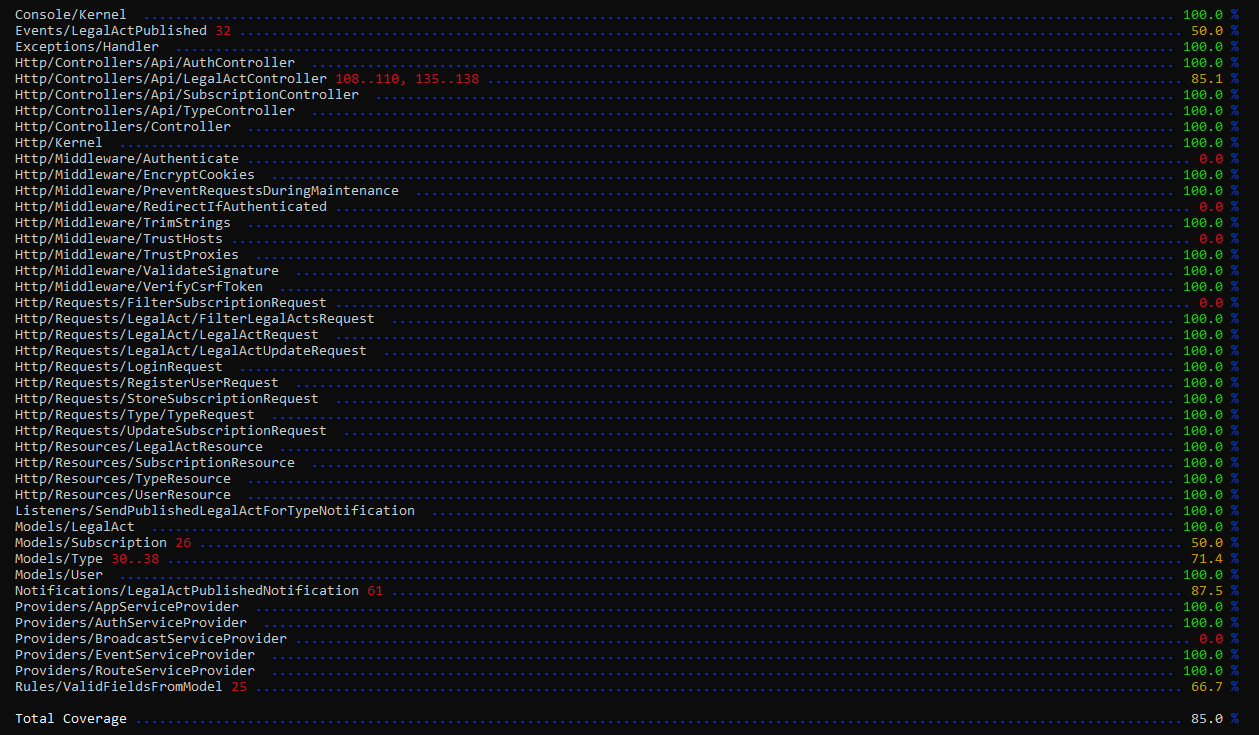 Console/Kernel ........ 100.0 %
Events/LegalActPublished 32 ........ 50.0 %
Exceptions/Handler ........ 100.0 %
Http/Controllers/Api/AuthController ........ 100.0 %
Http/Controllers/Api/LegalActController 108..110, 135..138 ........ 85.1 %
Http/Controllers/Api/SubscriptionController ........ 100.0 %
Http/Controllers/Api/TypeController ........ 100.0 %
Http/Controllers/Controller ........ 100.0 %
Http/Kernel ........ 100.0 %
Http/Middleware/Authenticate ........ 0.0 %
Http/Middleware/EncryptCookies ........ 100.0 %
Http/Middleware/PreventRequestsDuringMaintenance ........ 100.0 %
Http/Middleware/RedirectIfAuthenticated ........ 0.0 %
Http/Middleware/TrimStrings ........ 100.0 %
Http/Middleware/TrustHosts ........ 0.0 %
Http/Middleware/TrustProxies ........ 100.0 %
Http/Middleware/ValidateSignature ........ 100.0 %
Http/Middleware/VerifyCsrfToken ........ 100.0 %
Http/Requests/FilterSubscriptionRequest ........ 0.0 %
Http/Requests/LegalAct/FilterLegalActsRequest ........ 100.0 %
Http/Requests/LegalAct/LegalActRequest ........ 100.0 %
Http/Requests/LegalAct/LegalActUpdateRequest ........ 100.0 %
Http/Requests/LoginRequest ........ 100.0 %
Http/Requests/RegisterUserRequest ........ 100.0 %
Http/Requests/StoreSubscriptionRequest ........ 100.0 %
Http/Requests/Type/TypeRequest ........ 100.0 %
Http/Requests/UpdateSubscriptionRequest ........ 100.0 %
Http/Resources/LegalActResource ........ 100.0 %
Http/Resources/SubscriptionResource ........ 100.0 %
Http/Resources/TypeResource ........ 100.0 %
Http/Resources/UserResource ........ 100.0 %
Listeners/SendPublishedLegalActForTypeNotification ........ 100.0 %
Models/LegalAct ........ 100.0 %
Models/Subscription 26 ........ 50.0 %
Models/Type 30..38 ........ 71.4 %
Models/User ........ 100.0 %
Notifications/LegalActPublishedNotification 61 ........ 87.5 %
Providers/AppServiceProvider ........ 100.0 %
Providers/AuthServiceProvider ........ 100.0 %
Providers/BroadcastServiceProvider ........ 0.0 %
Providers/EventServiceProvider ........ 100.0 %
Providers/RouteServiceProvider ........ 100.0 %
Rules/ValidFieldsFromModel 25 ........ 66.7 %
Total Coverage ........ 85.0 %